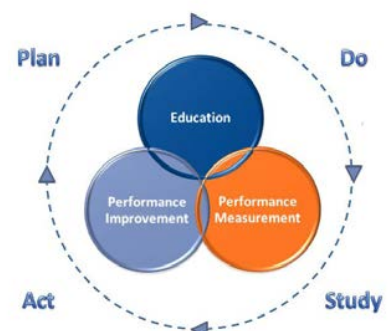 Plan
Do
Education
Performance
Improvement
Performance
Measurement
Act
Study